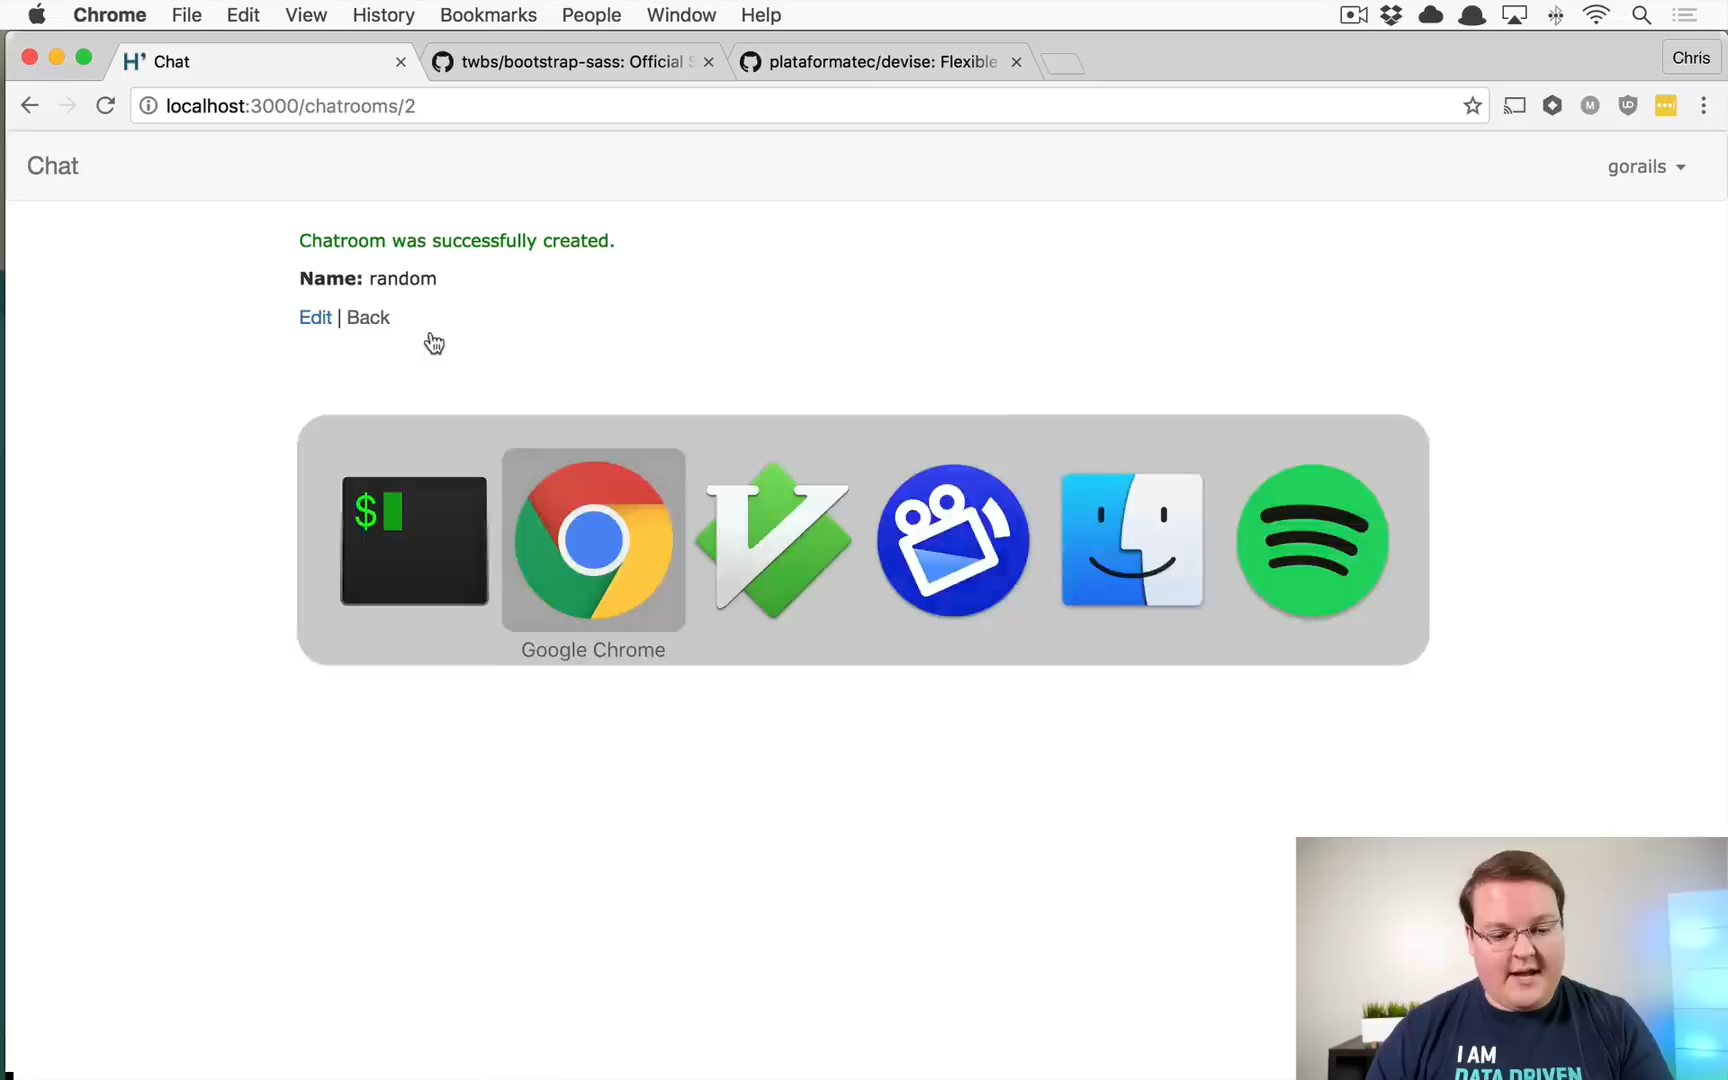 Chrome File Edit View History Bookmarks People Window Help
H' Chat
twbs/bootstrap-sass: Official S
plataformatec/devise: Flexible
Chris
localhost:3000/chatrooms/2
M
Chat
gorails
Chatroom was successfully created.
Name: random
Edit | Back
$
Google Chrome
I AM
DATA DRIVEN